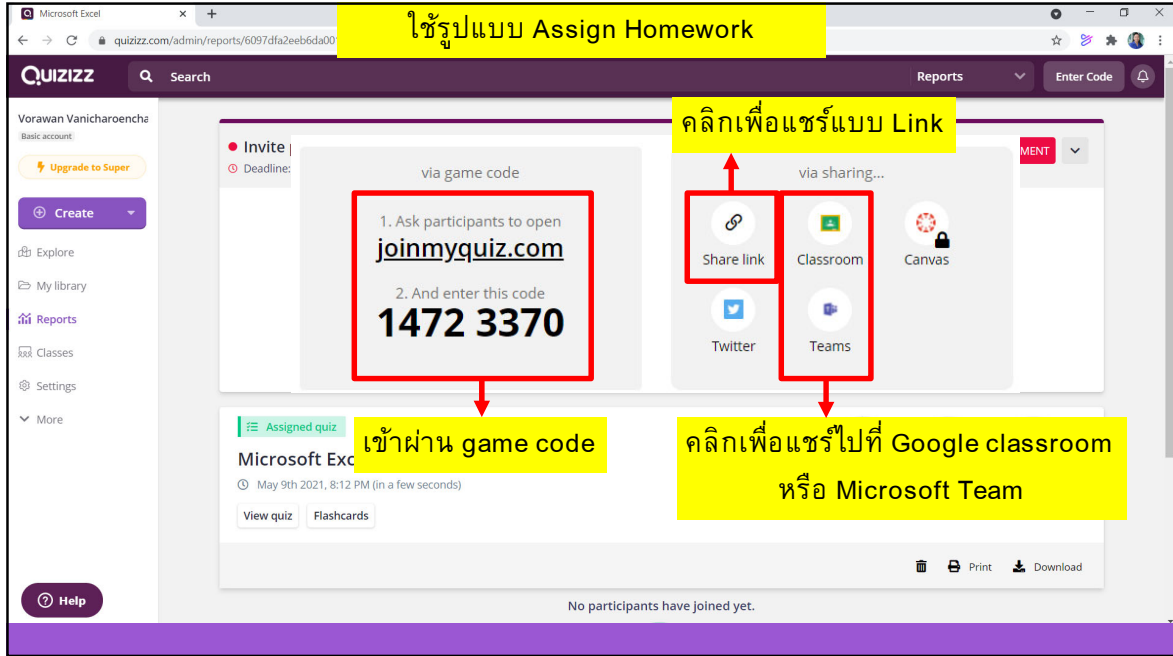 Microsoft Excel
ใช้รูปแบบ Assign Homework
quizizz.com/admin/reports/6097dfa2eeb6da00
QUIZIZZ
Search
Reports
Enter Code
Vorawan Vanicharoencha
Basic account
Upgrade to Super
Create
Explore
My library
Reports
Classes
Settings
More
Help
คลิกเพื่อแชร์แบบ Link
Invite
MENT
Deadline:
via game code
1. Ask participants to open
joinmyquiz.com
2. And enter this code
1472 3370
via sharing...
Share link
Classroom
Canvas
Twitter
Teams
เข้าผ่าน game code
คลิกเพื่อแชร์ไปที่ Google classroom
หรือ Microsoft Team
Assigned quiz
Microsoft Exc
May 9th 2021, 8:12 PM (in a few seconds)
View quiz
Flashcards
Print
Download
No participants have joined yet.